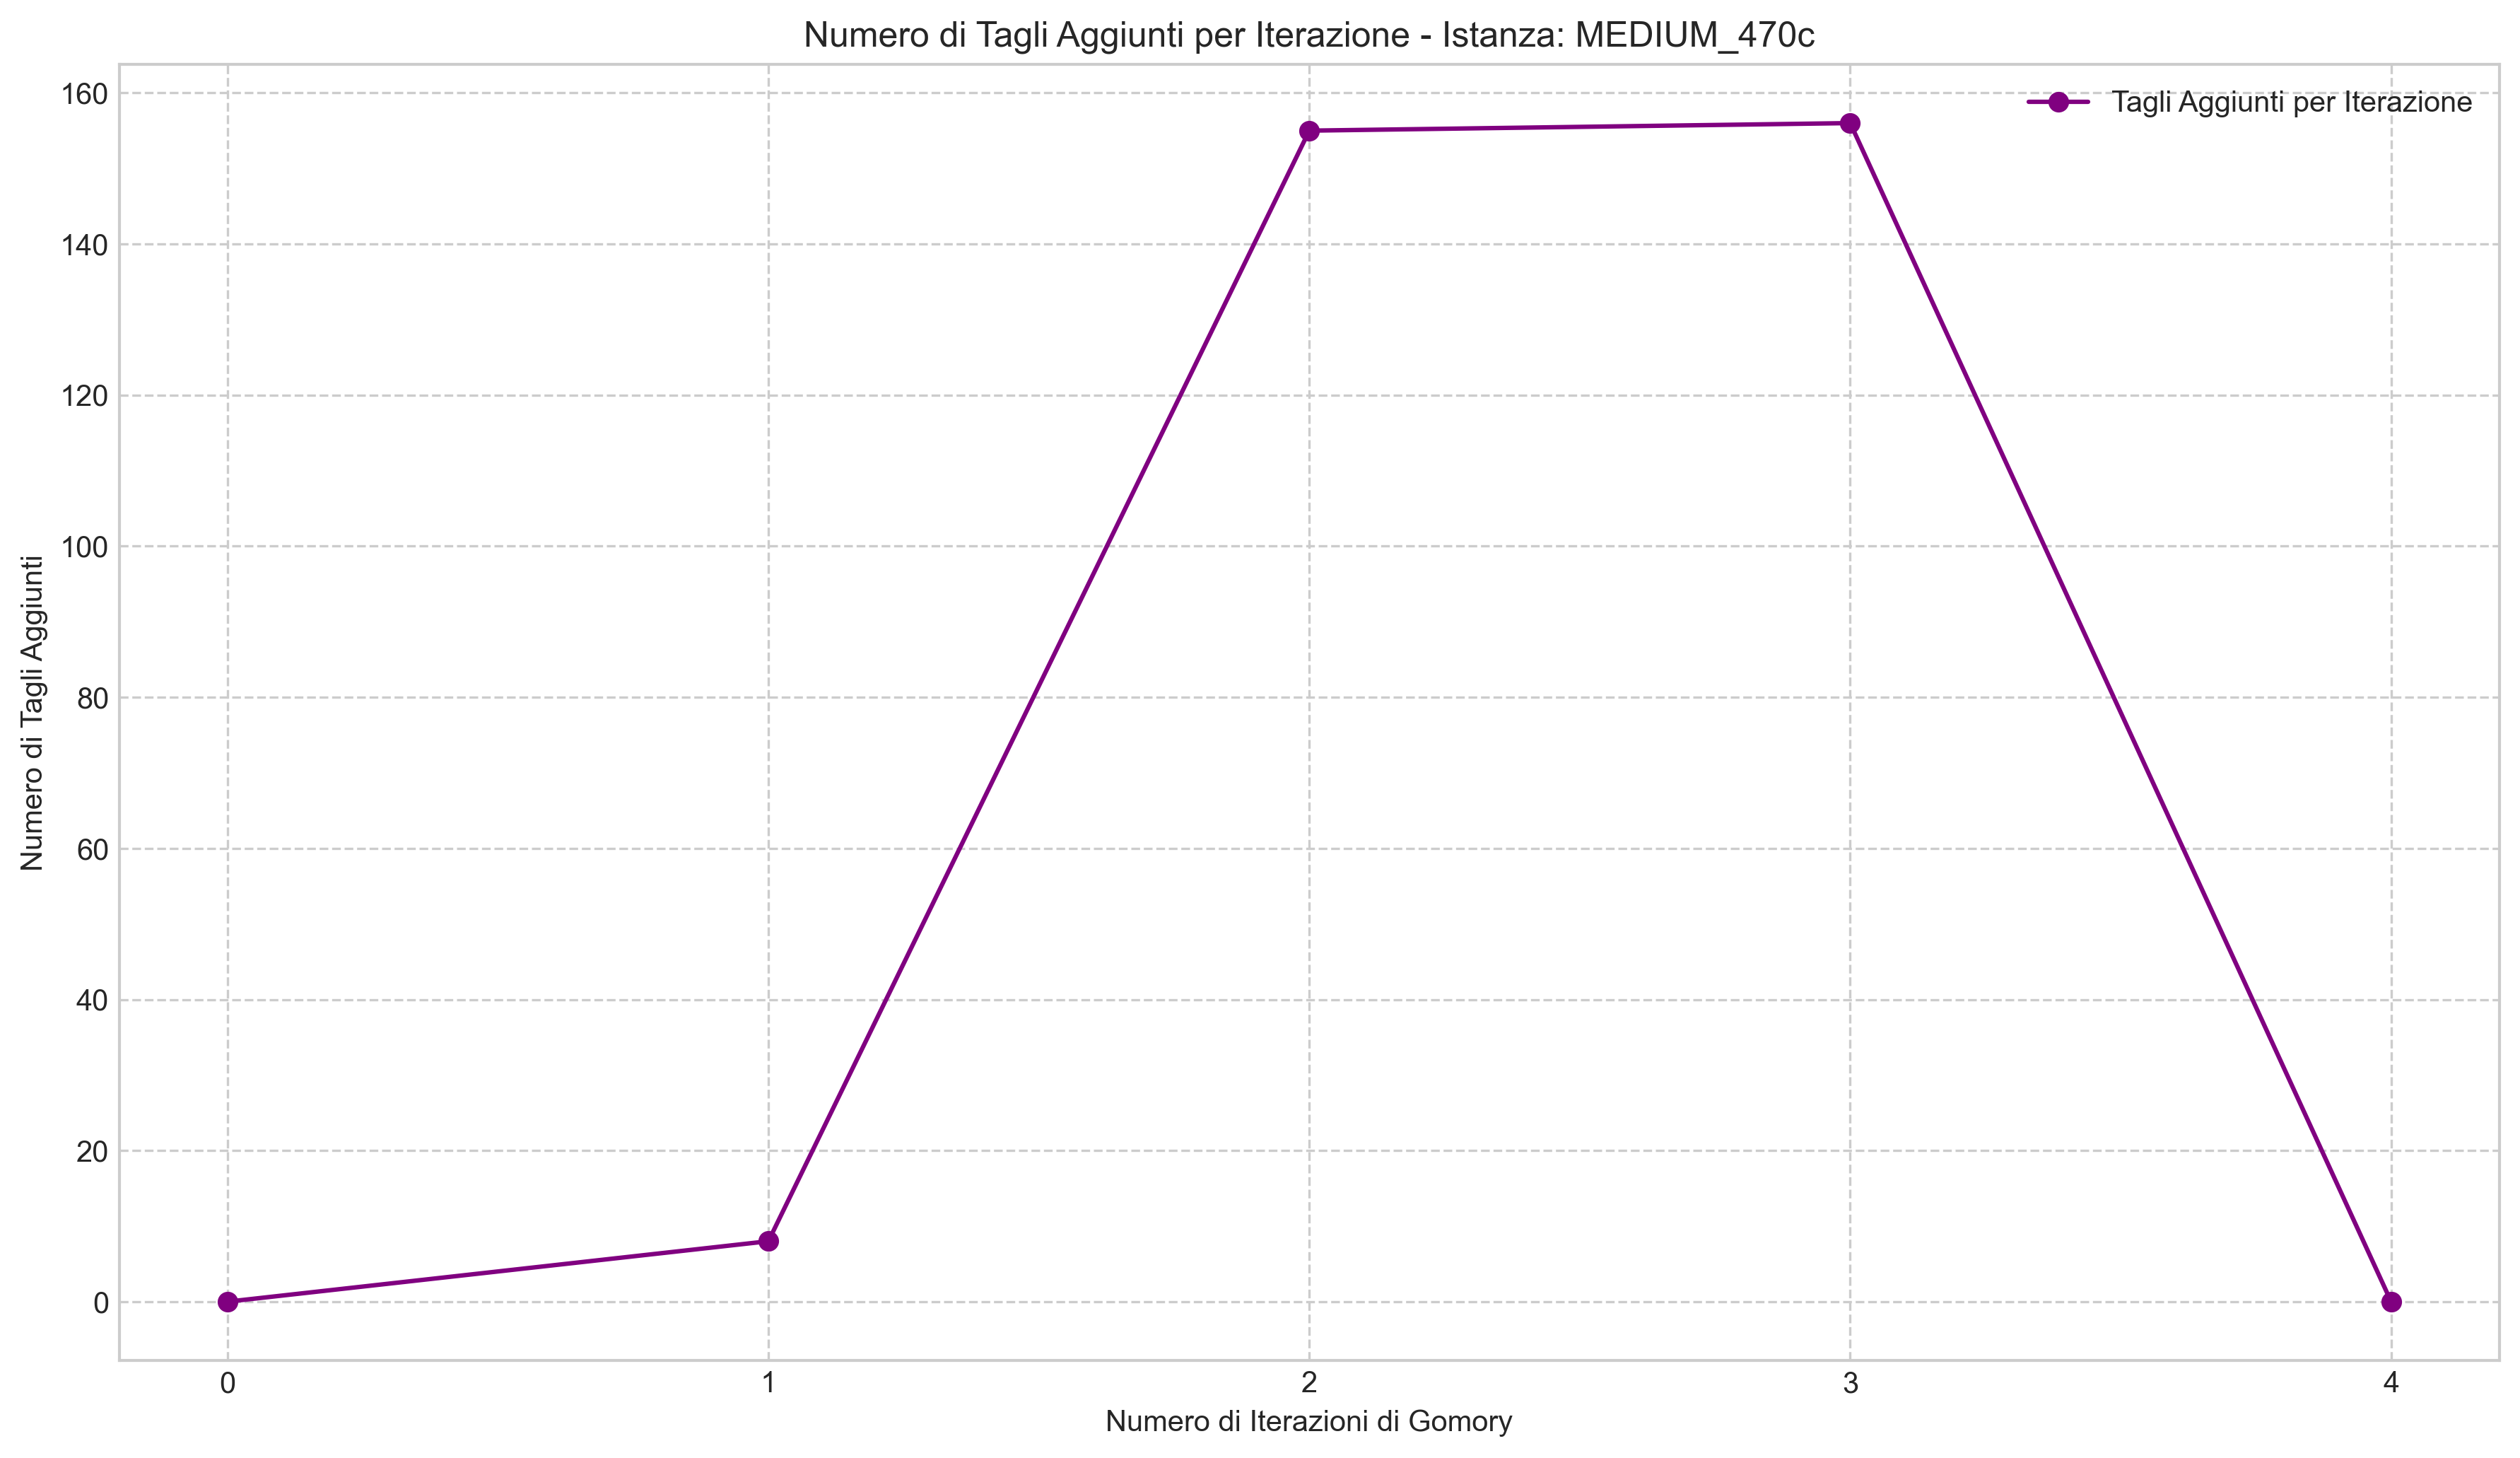 Numero di Tagli Aggiunti per Iterazione - Istanza: MEDIUM_470c
Tagli Aggiunti per Iterazione
Numero di Tagli Aggiunti
160
140
120
100
80
60
40
20
0
0 1 2 3 4
Numero di Iterazioni di Gomory